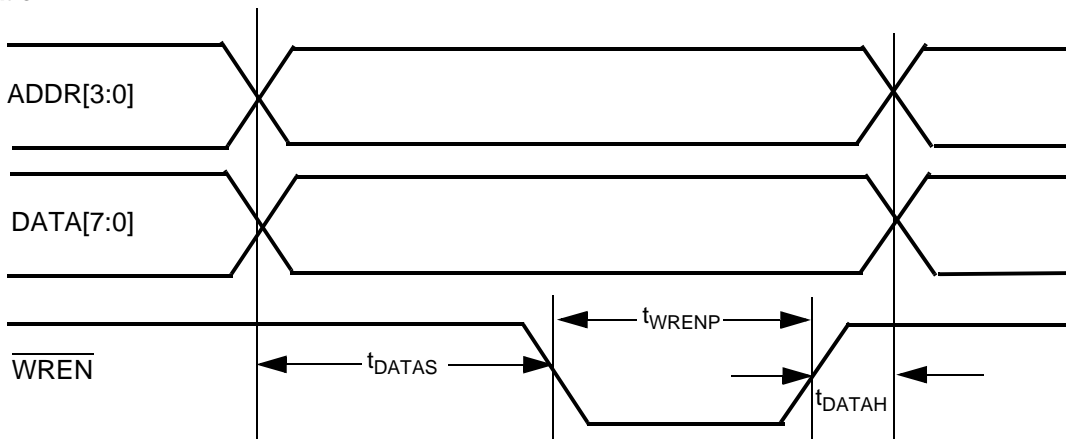 ADDR[3:0]
DATA[7:0]
tWRENP
WREN
tDATAS
tDATAH